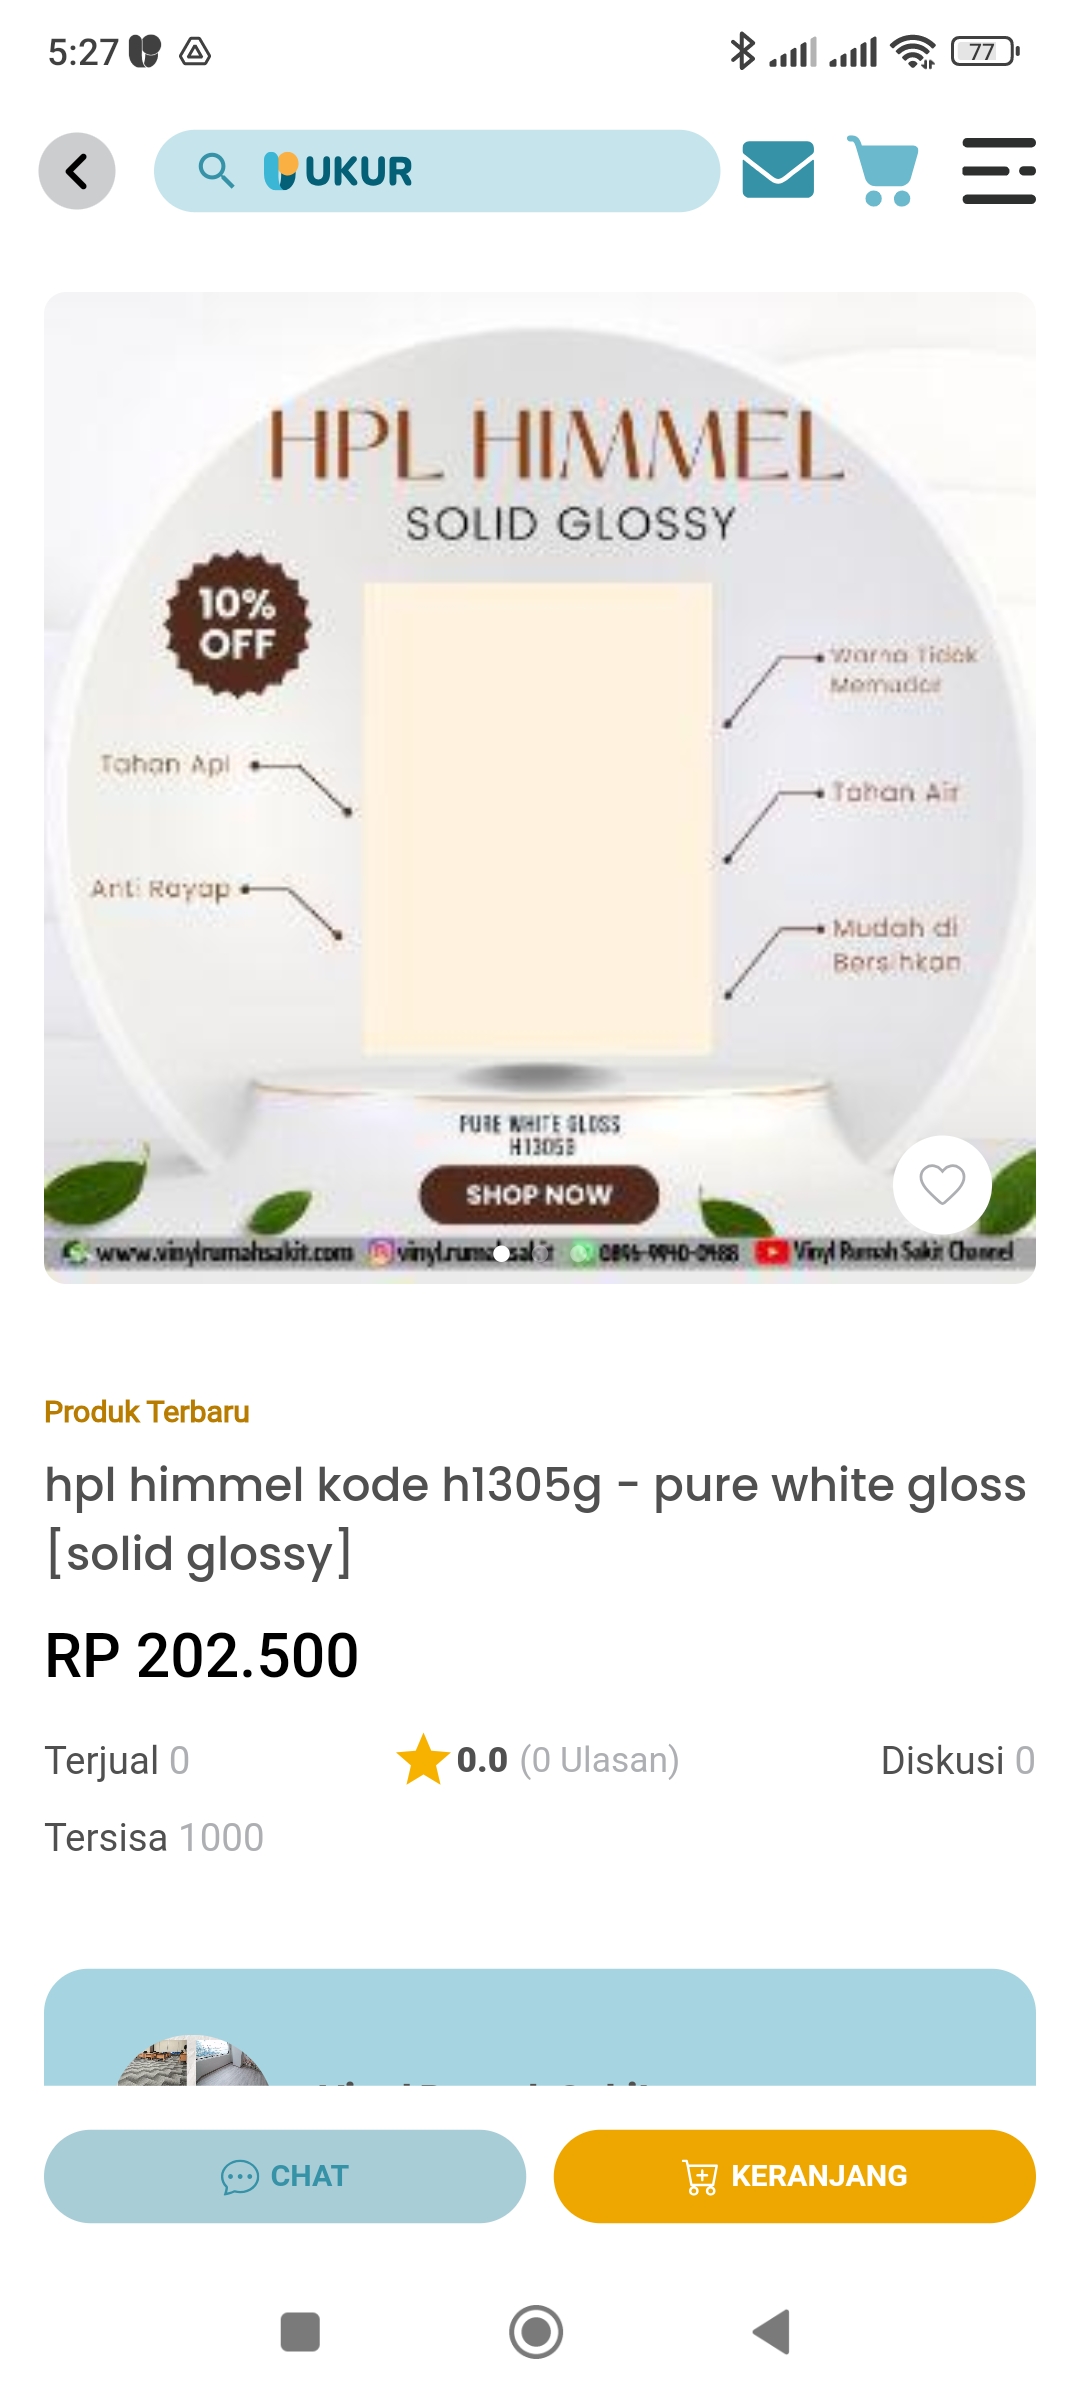 5:27
77
UKUR
HPL HIMMEL
SOLID GLOSSY
10%
OFF
Warna Tidak
Memudar
Tahan Api
Tahan Air
Anti Rayap
Mudah di
Bersihkan
PURE WHITE GLOSS
H1305G
SHOP NOW
www.vinylrumahsakit.com
0896-9940-0488
Vinyl Rumah Sakit Channel
Produk Terbaru
hpl himmel kode h1305g - pure white gloss
[solid glossy]
RP 202.500
Terjual 0
0.0 (0 Ulasan)
Diskusi 0
Tersisa 1000
CHAT
KERANJANG